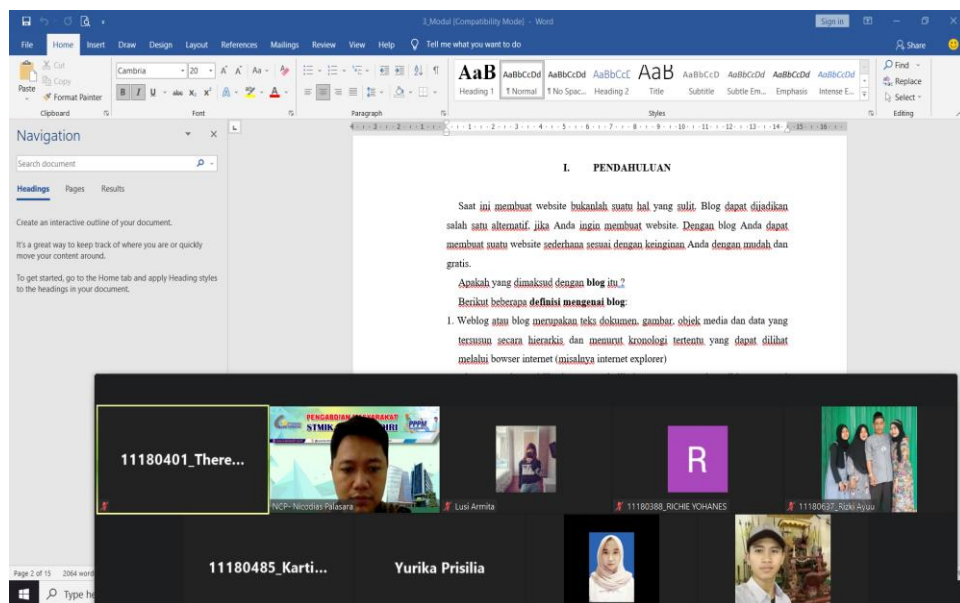 3_Modul [Compatibility Mode] - Word
Sign in
File Home Insert Draw Design Layout References Mailings Review View Help Tell me what you want to do
Share
Cut
Copy
Format Painter
Paste
Clipboard
Cambria
20
Font
Paragraph
AaB AaBbCcDd AaBbCcDd AaBbCcE AaB AaBbCcD AaBbCcDd AaBbCcDd AaBbCcDd
Heading 1 ¶ Normal ¶ No Spac... Heading 2 Title Subtitle Subtle Em... Emphasis Intense E...
Styles
Find
Replace
Select
Editing
Navigation
Search document
Headings Pages Results
Create an interactive outline of your document.
It's a great way to keep track of where you are or quickly
move your content around.
To get started, go to the Home tab and apply Heading styles
to the headings in your document.
I. PENDAHULUAN
Saat ini membuat website bukanlah suatu hal yang sulit. Blog dapat dijadikan
salah satu alternatif, jika Anda ingin membuat website. Dengan blog Anda dapat
membuat suatu website sederhana sesuai dengan keinginan Anda dengan mudah dan
gratis.
Apakah yang dimaksud dengan blog itu ?
Berikut beberapa definisi mengenai blog:
1. Weblog atau blog merupakan teks dokumen, gambar, objek media dan data yang
tersusun secara hierarkis dan menurut kronologi tertentu yang dapat dilihat
melalui bowser internet (misalnya internet explorer)
11180401_There...
PENGABDIAN MASYARAKAT
STMIK
PPPM
NCP~ Nicodias Palasara
Lusi Armita
R
11180388_RICHIE YOHANES
11180637_Rizki Ayuu
11180485_Karti...
Yurika Prisilia
Page 2 of 15 2064 word
Type he